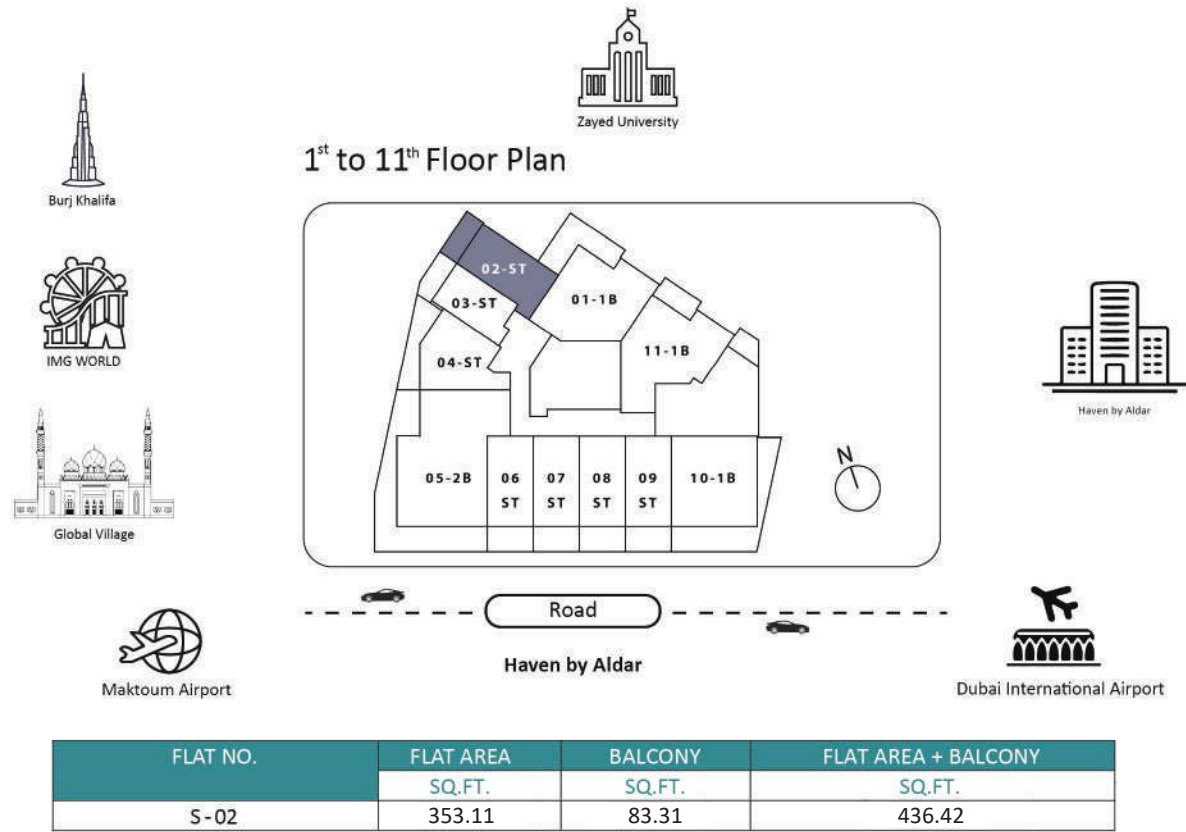 Zayed University
1st to 11th Floor Plan
Burj Khalifa
02-ST
03-ST
01-1B
IMG WORLD
11-1B
04-ST
Haven by Aldar
N
05-2B
06
ST
07
ST
08
ST
09
ST
10-1B
Global Village
Road
Haven by Aldar
Maktoum Airport
Dubai International Airport
FLAT NO. FLAT AREA BALCONY FLAT AREA + BALCONY
SQ.FT. SQ.FT. SQ.FT.
S-02 353.11 83.31 436.42